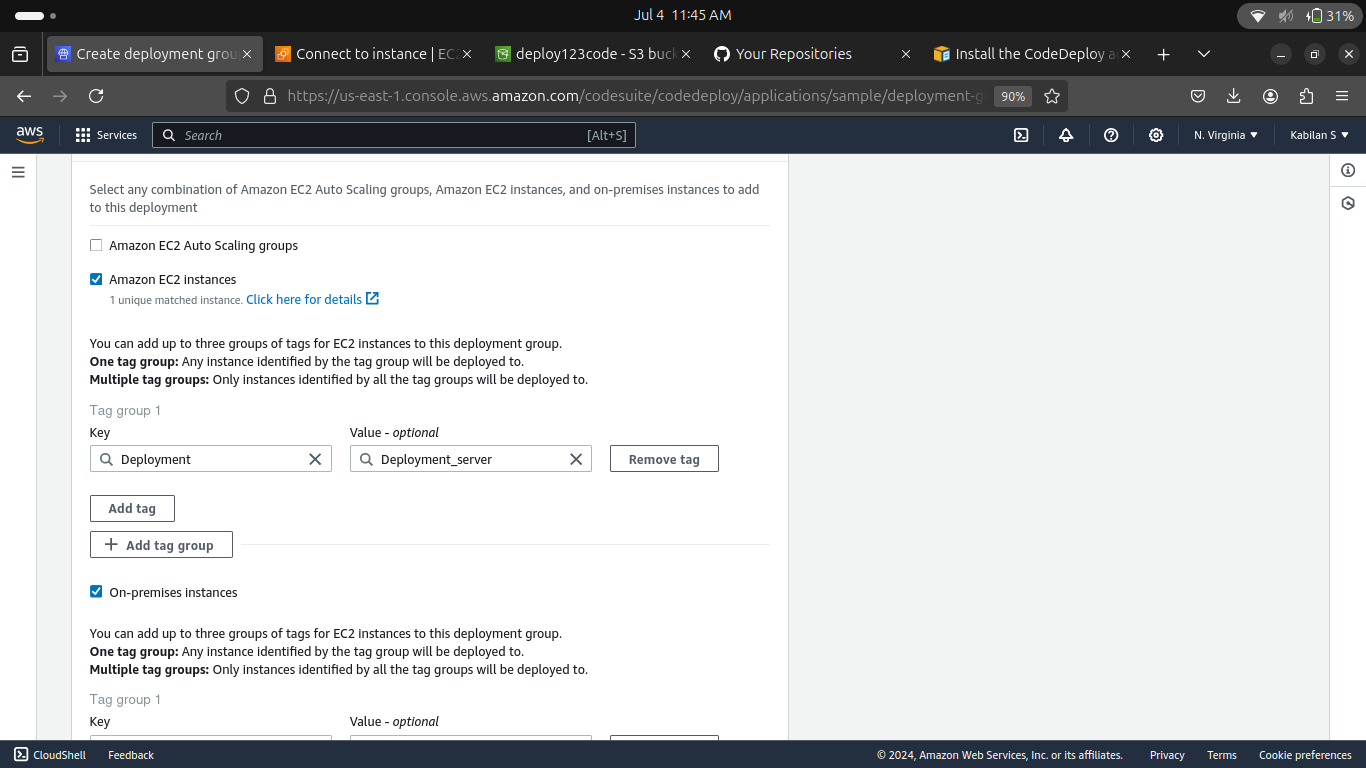 Jul 4 11:45 AM
31%
Create deployment grou
Connect to instance | EC2
deploy123code - S3 buck
Your Repositories
Install the CodeDeploy a
https://us-east-1.console.aws.amazon.com/codesuite/codedeploy/applications/sample/deployment-g
90%
aws
Services
Search
[Alt+S]
N. Virginia
Kabilan S
Select any combination of Amazon EC2 Auto Scaling groups, Amazon EC2 instances, and on-premises instances to add
to this deployment
Amazon EC2 Auto Scaling groups
Amazon EC2 instances
1 unique matched instance. Click here for details
You can add up to three groups of tags for EC2 instances to this deployment group.
One tag group: Any instance identified by the tag group will be deployed to.
Multiple tag groups: Only instances identified by all the tag groups will be deployed to.
Tag group 1
Key
Value - optional
Deployment
Deployment_server
Remove tag
Add tag
Add tag group
On-premises instances
You can add up to three groups of tags for EC2 instances to this deployment group.
One tag group: Any instance identified by the tag group will be deployed to.
Multiple tag groups: Only instances identified by all the tag groups will be deployed to.
Tag group 1
Key
Value - optional
CloudShell
Feedback
© 2024, Amazon Web Services, Inc. or its affiliates.
Privacy
Terms
Cookie preferences